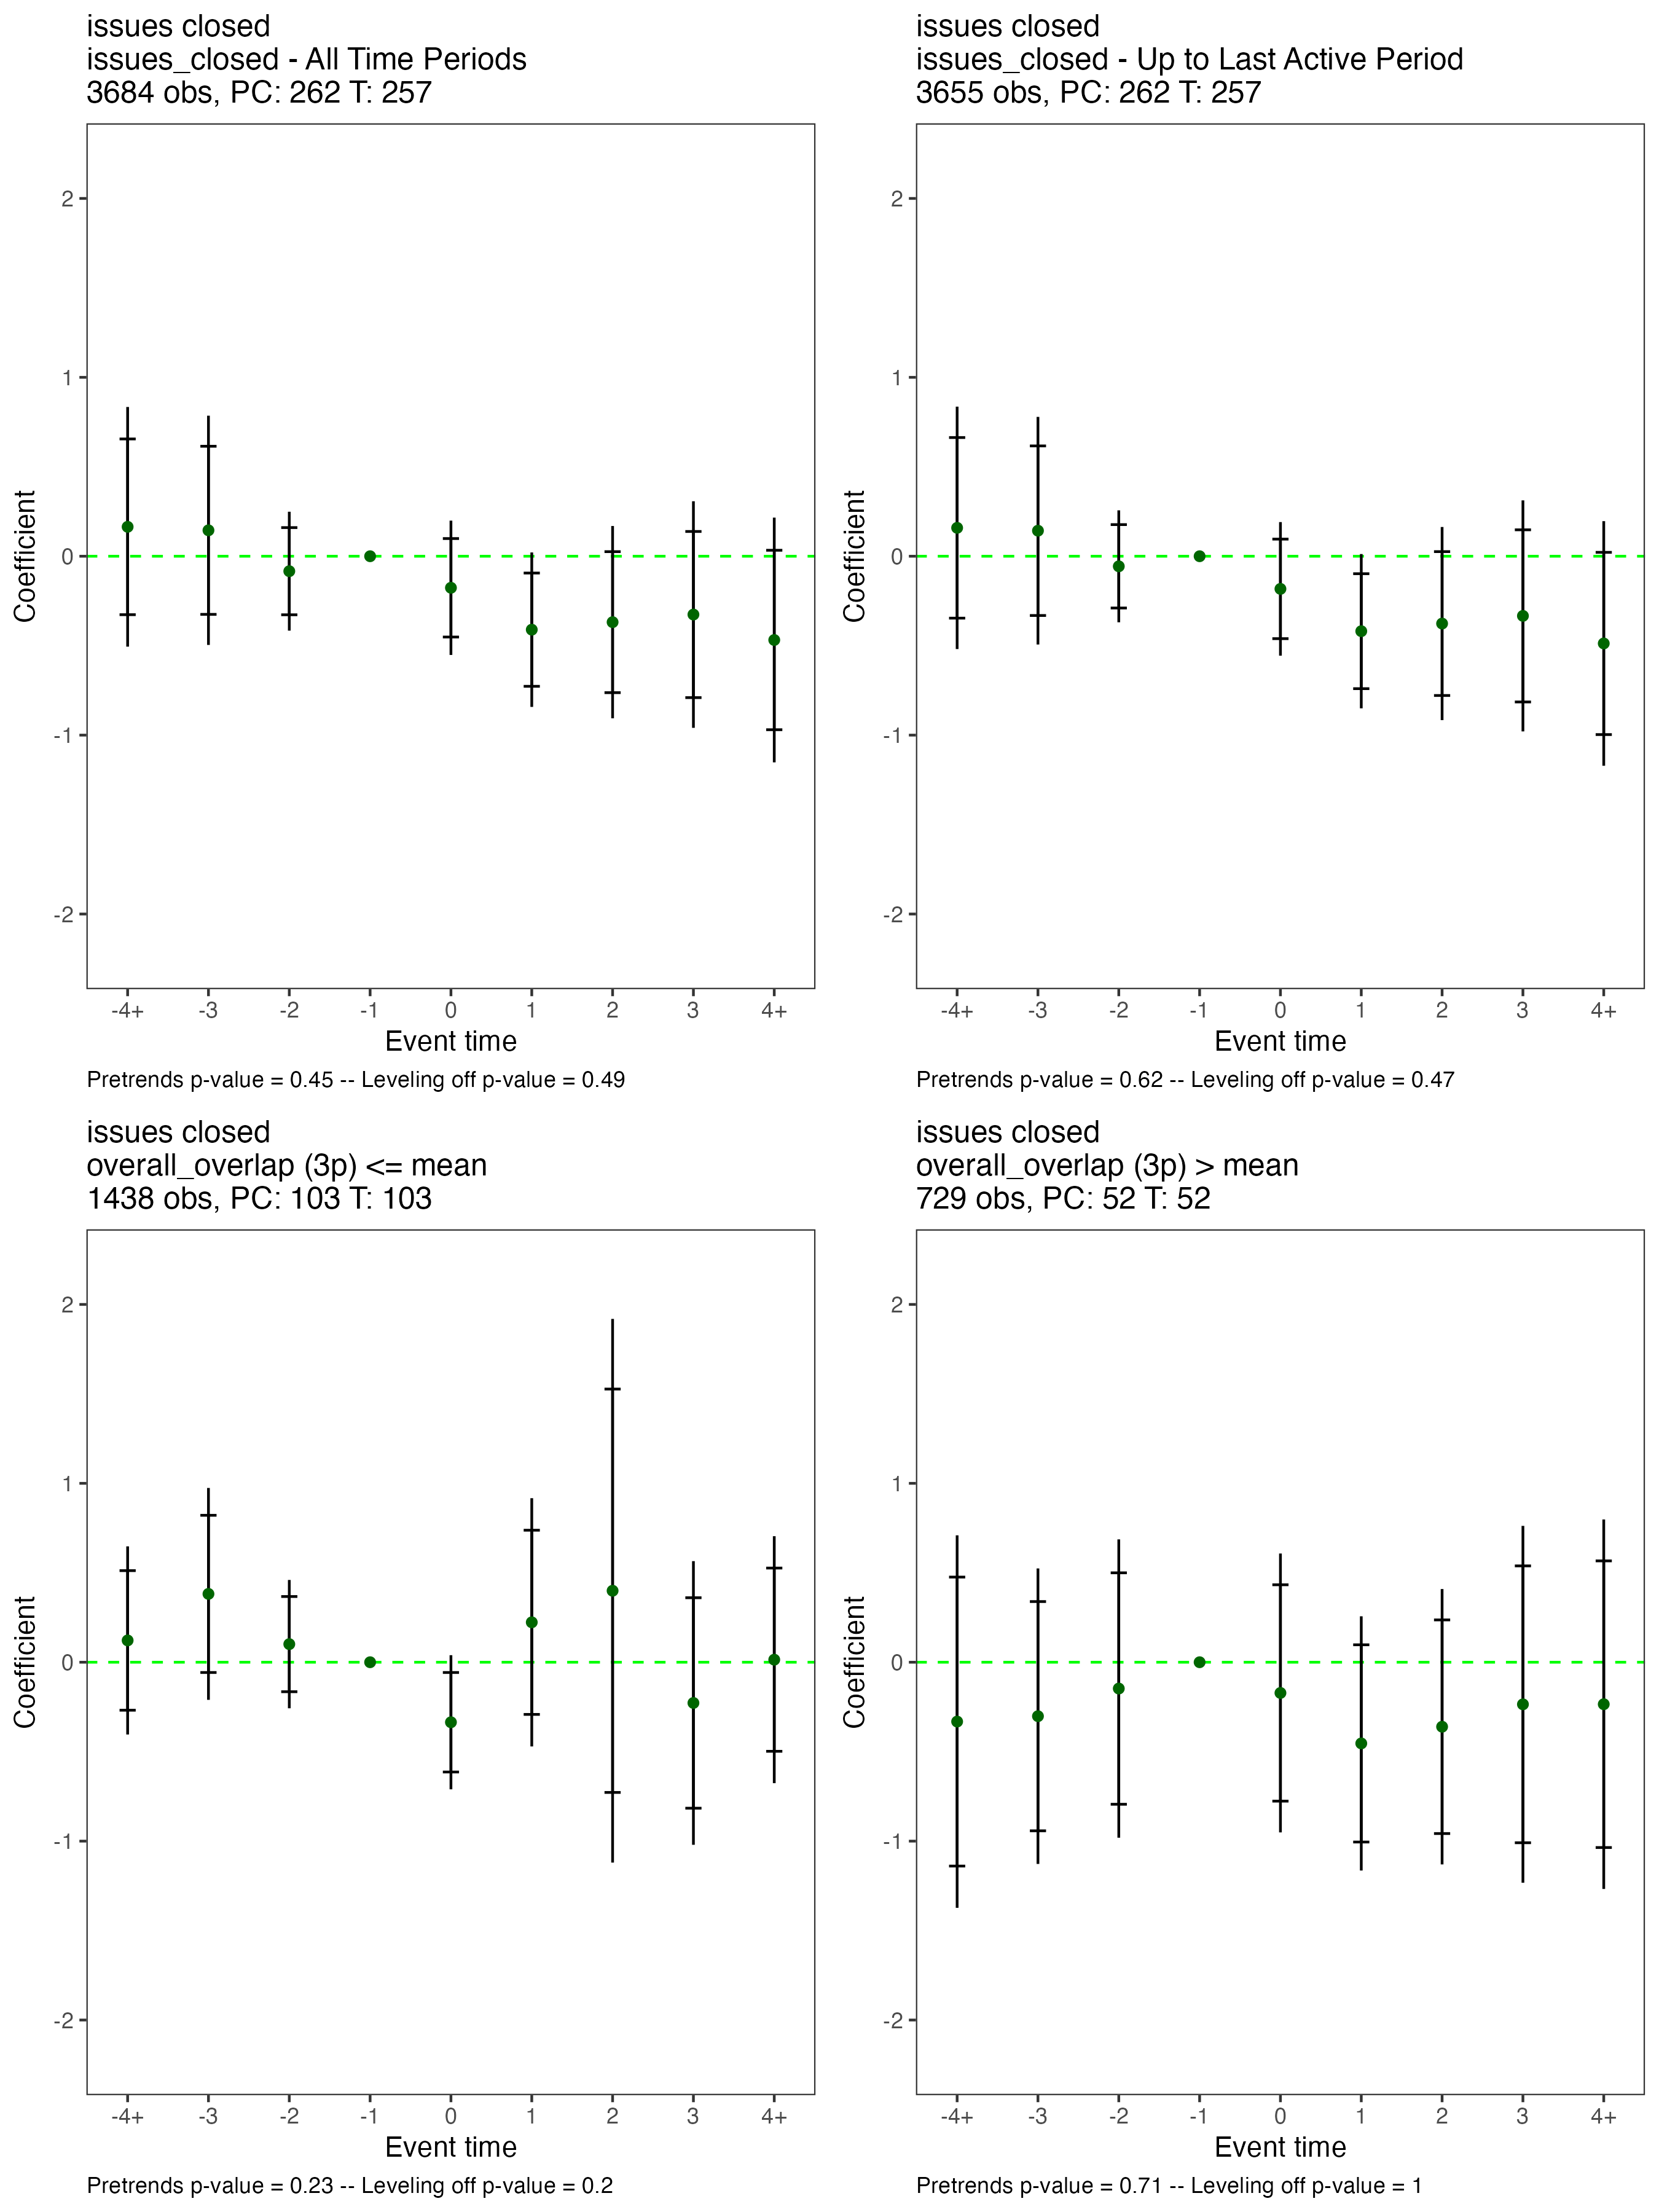 issues closed
issues_closed - All Time Periods
3684 obs, PC: 262 T: 257
Coefficient
2
1
0
-1
-2
-4+ -3 -2 -1 0 1 2 3 4+
Event time
Pretrends p-value = 0.45 -- Leveling off p-value = 0.49
issues closed
issues_closed - Up to Last Active Period
3655 obs, PC: 262 T: 257
Coefficient
2
1
0
-1
-2
-4+ -3 -2 -1 0 1 2 3 4+
Event time
Pretrends p-value = 0.62 -- Leveling off p-value = 0.47
issues closed
overall_overlap (3p) <= mean
1438 obs, PC: 103 T: 103
Coefficient
2
1
0
-1
-2
-4+ -3 -2 -1 0 1 2 3 4+
Event time
Pretrends p-value = 0.23 -- Leveling off p-value = 0.2
issues closed
overall_overlap (3p) > mean
729 obs, PC: 52 T: 52
Coefficient
2
1
0
-1
-2
-4+ -3 -2 -1 0 1 2 3 4+
Event time
Pretrends p-value = 0.71 -- Leveling off p-value = 1